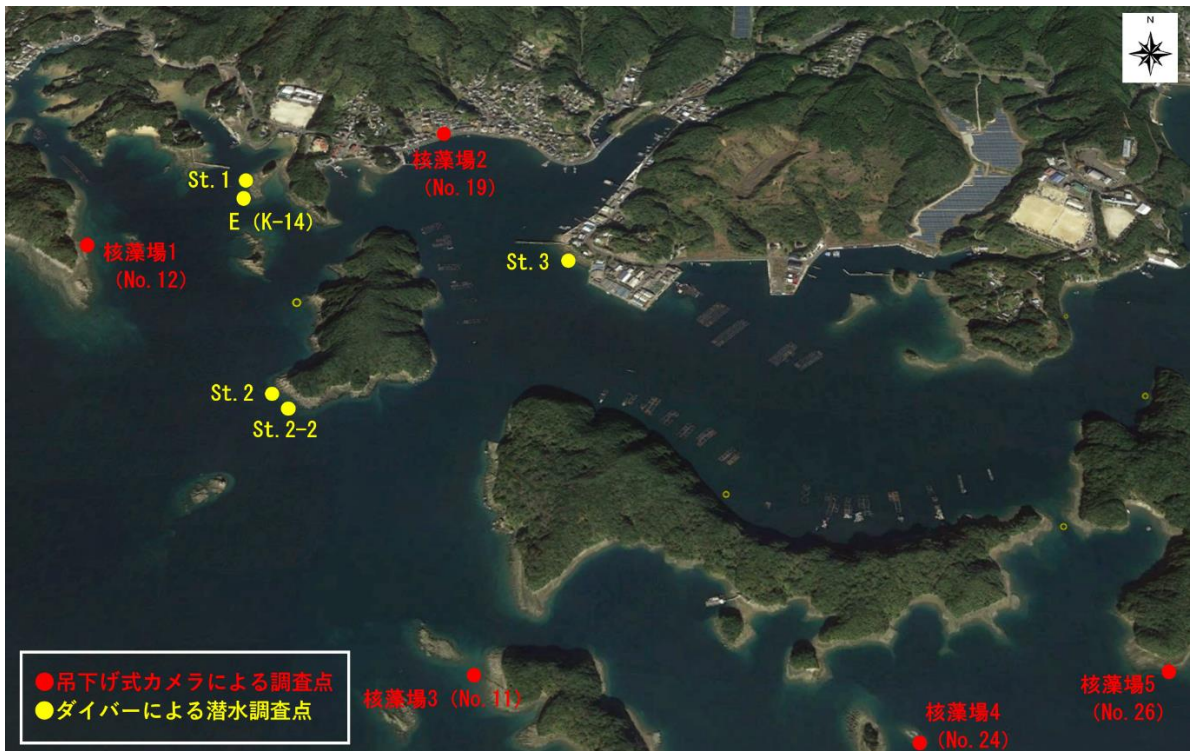 N
核藻場2
(No.19)
St.1
E (K-14)
核藻場1
(No.12)
St.3
St.2
St.2-2
核藻場3 (No.11)
核藻場5
(No.26)
核藻場4
(No.24)
●吊下げ式カメラによる調査点
●ダイバーによる潜水調査点